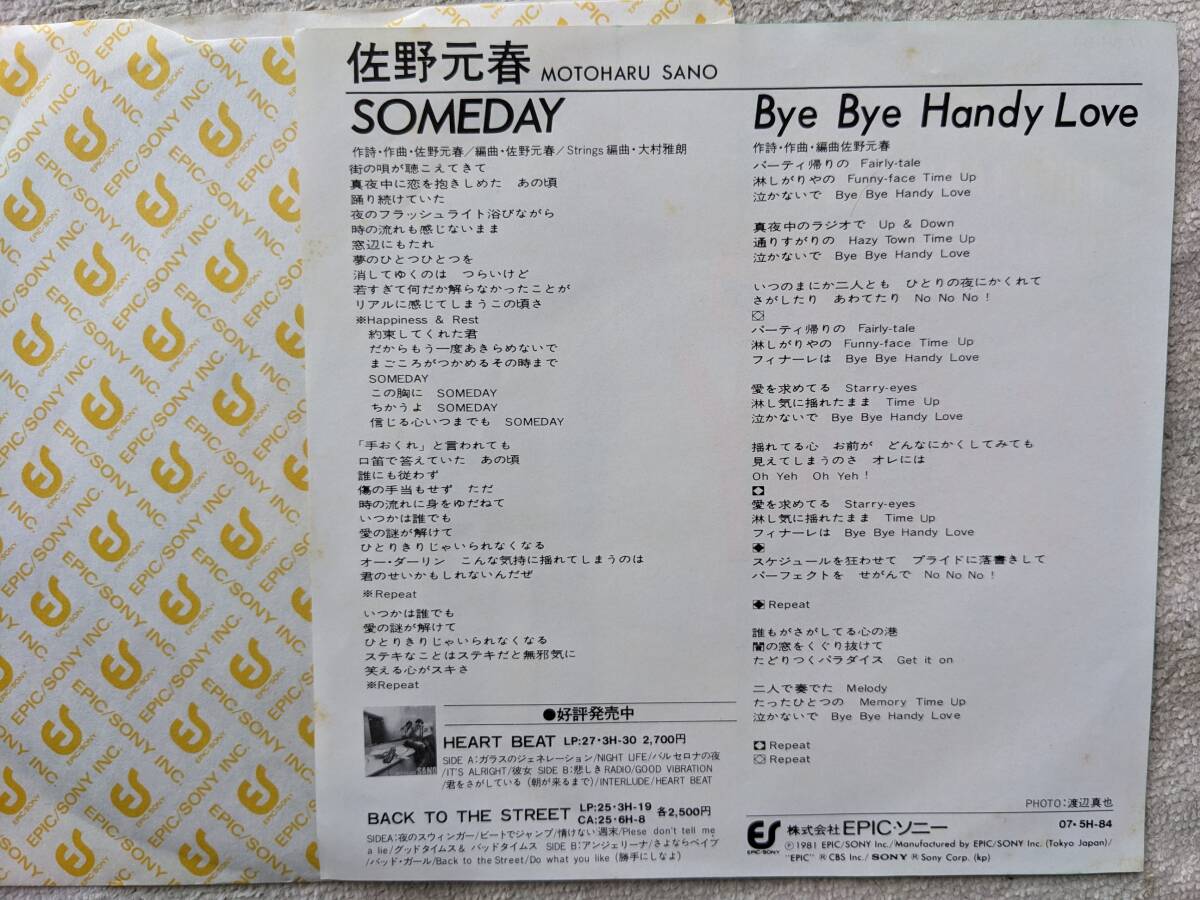 佐野元春 MOTOHARU SANO
SOMEDAY
作詩・作曲・佐野元春／編曲・佐野元春／Strings編曲・大村雅朗
街の唄が聴こえてきて
真夜中に恋を抱きしめた あの頃
踊り続けていた
夜のフラッシュライト浴びながら
時の流れも感じないまま
窓辺にもたれ
夢のひとつひとつを
消してゆくのは つらいけど
若すぎて何だか解らなかったことが
リアルに感じてしまうこの頃さ
※Happiness & Rest
約束してくれた君
だからもう一度あきらめないで
まごころがつかめるその時まで
SOMEDAY
この胸に SOMEDAY
ちかうよ SOMEDAY
信じる心いつまでも SOMEDAY
「手おくれ」と言われても
口笛で答えていた あの頃
誰にも従わず
傷の手当もせず ただ
時の流れに身をゆだねて
いつかは誰でも
愛の謎が解けて
ひとりきりじゃいられなくなる
オー・ダーリン こんな気持に揺れてしまうのは
君のせいかもしれないんだぜ
※Repeat
いつかは誰でも
愛の謎が解けて
ひとりきりじゃいられなくなる
ステキなことはステキだと無邪気に
笑える心がスキさ
※Repeat
●好評発売中
HEART BEAT LP:27・3H-30 2,700円
SIDE A:ガラスのジェネレーション/NIGHT LIFE/バルセロナの夜
/IT'S ALRIGHT/彼女 SIDE B:悲しきRADIO/GOOD VIBRATION
/君をさがしている（朝が来るまで）/INTERLUDE/HEART BEAT
BACK TO THE STREET LP:25・3H-19 CA:25・6H-8 各2,500円
SIDEA:夜のスウィンガー/ビートでジャンプ/情けない週末/Plese don't tell me
a lie/グッドタイムス& バッドタイムス SIDE B:アンジェリーナ/さよならベイブ
/バッド・ガール/Back to the Street/Do what you like (勝手にしなよ)
Bye Bye Handy Love
作詩・作曲・編曲佐野元春
パーティ帰りの Fairly-tale
淋しがりやの Funny-face Time Up
泣かないで Bye Bye Handy Love
真夜中のラジオで Up & Down
通りすがりの Hazy Town Time Up
泣かないで Bye Bye Handy Love
いつのまにか二人とも ひとりの夜にかくれて
さがしたり あわてたり No No No !
パーティ帰りの Fairly-tale
淋しがりやの Funny-face Time Up
フィナーレは Bye Bye Handy Love
愛を求めてる Starry-eyes
淋し気に揺れたまま Time Up
泣かないで Bye Bye Handy Love
揺れてる心 お前が どんなにかくしてみても
見えてしまうのさ オレには
Oh Yeh Oh Yeh !
愛を求めてる Starry-eyes
淋し気に揺れたまま Time Up
フィナーレは Bye Bye Handy Love
スケジュールを狂わせて プライドに落書きして
パーフェクトを せがんで No No No !
Repeat
誰もがさがしてる心の港
闇の窓をくぐり抜けて
たどりつくパラダイス Get it on
二人で奏でた Melody
たったひとつの Memory Time Up
泣かないで Bye Bye Handy Love
Repeat
Repeat
PHOTO：渡辺真也
EPIC・SONY 株式会社EPIC・ソニー 07・5H-84
Ⓟ1981 EPIC/SONY Inc./Manufactured by EPIC/SONY Inc. (Tokyo Japan)/
"EPIC" ® CBS Inc./ SONY ® Sony Corp. (kp)
EPIC/SONY INC.